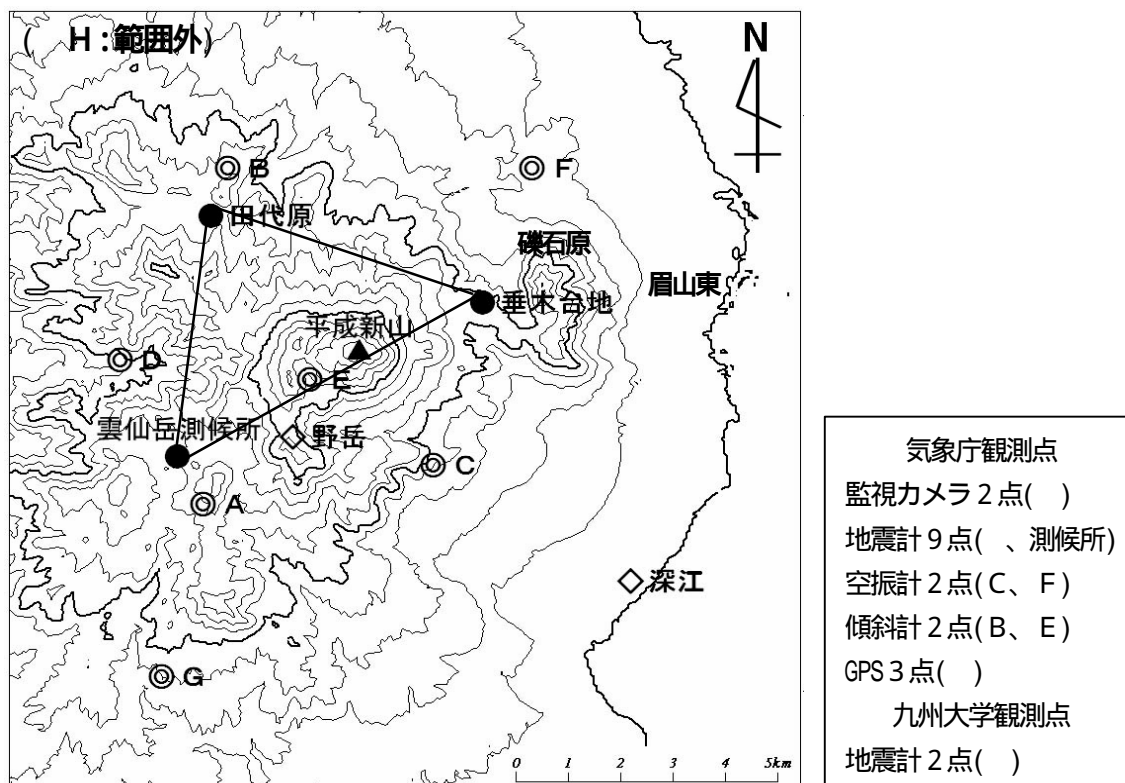 ( H:範囲外)
N
B
F
田代原
礫石原
眉山東
垂木台地
平成新山
D
E
雲仙岳測候所
野岳
C
A
深江
G
0 1 2 3 4 5km
気象庁観測点
監視カメラ2点( )
地震計9点( 、測候所)
空振計2点(C、F)
傾斜計2点(B、E)
GPS3点( )
九州大学観測点
地震計2点( )